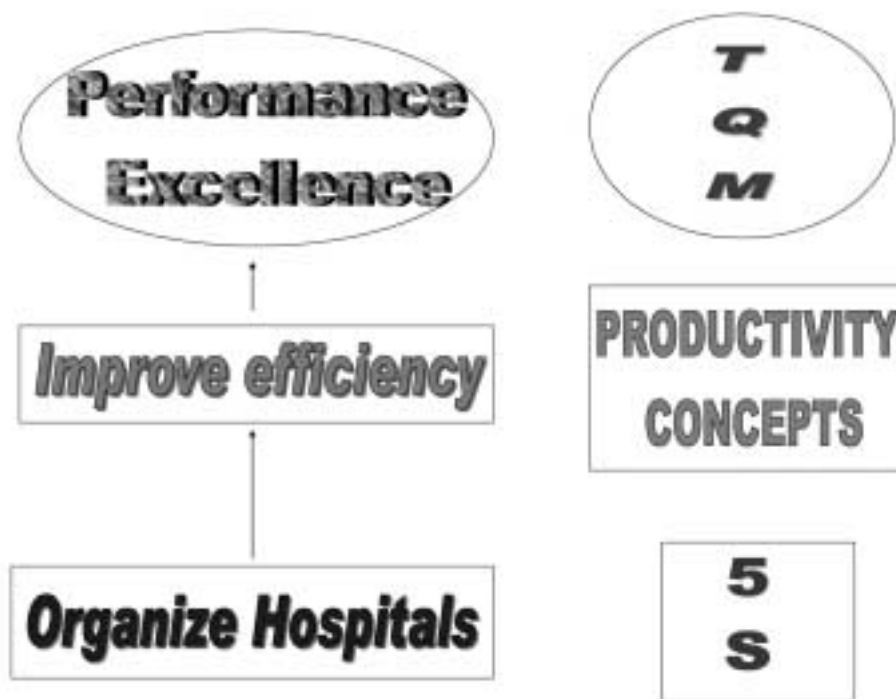 Performance
Excellence
T
Q
M
Improve efficiency
PRODUCTIVITY
CONCEPTS
Organize Hospitals
5
S